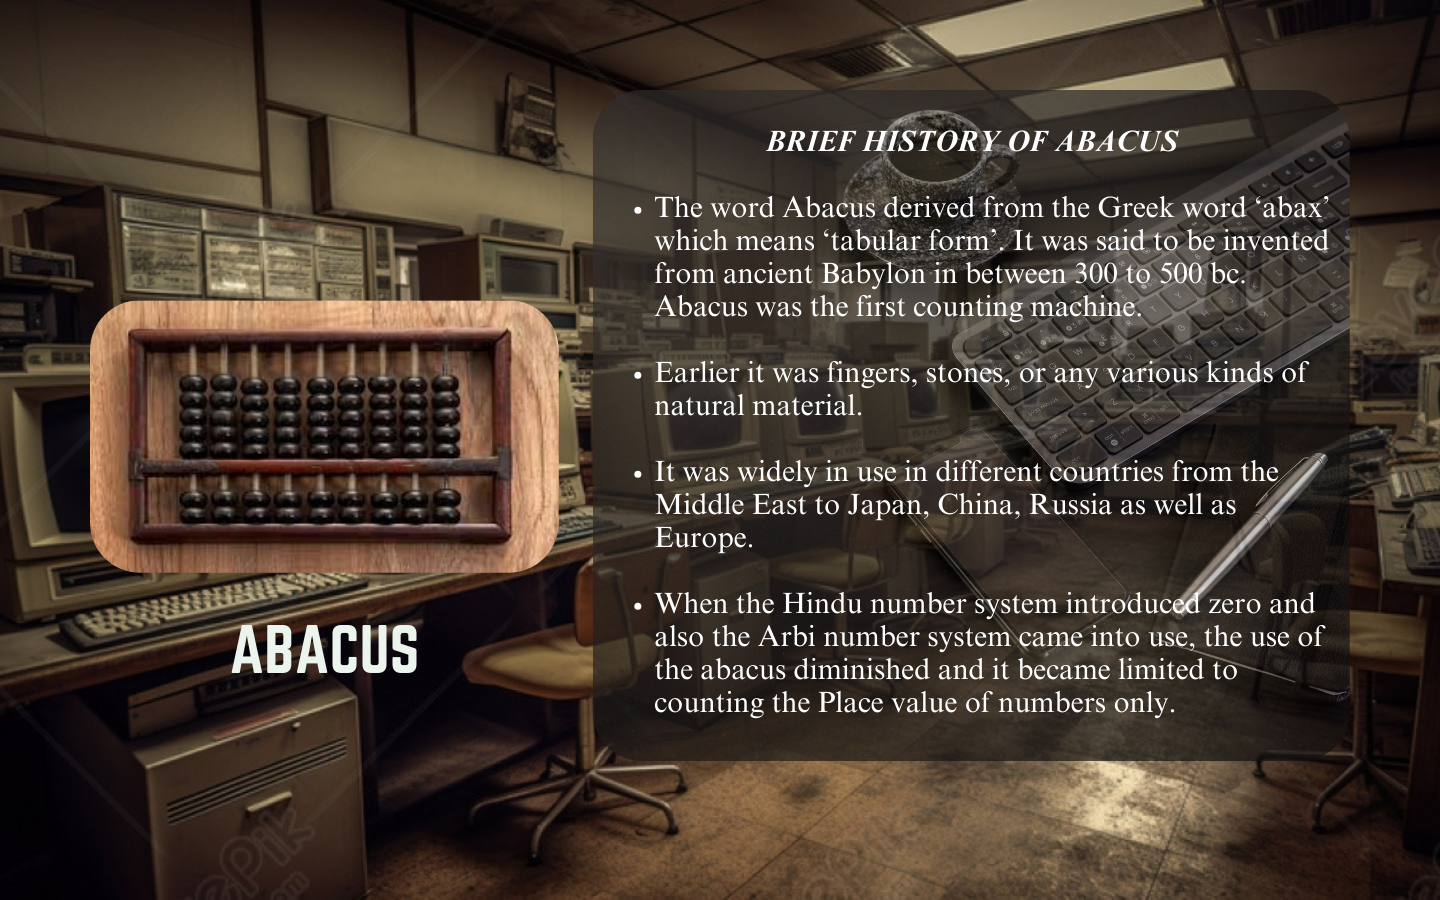 BRIEF HISTORY OF ABACUS
• The word Abacus derived from the Greek word ‘abax’
which means ‘tabular form’. It was said to be invented
from ancient Babylon in between 300 to 500 bc.
Abacus was the first counting machine.
• Earlier it was fingers, stones, or any various kinds of
natural material.
• It was widely in use in different countries from the
Middle East to Japan, China, Russia as well as
Europe.
• When the Hindu number system introduced zero and
also the Arbi number system came into use, the use of
the abacus diminished and it became limited to
counting the Place value of numbers only.
ABACUS